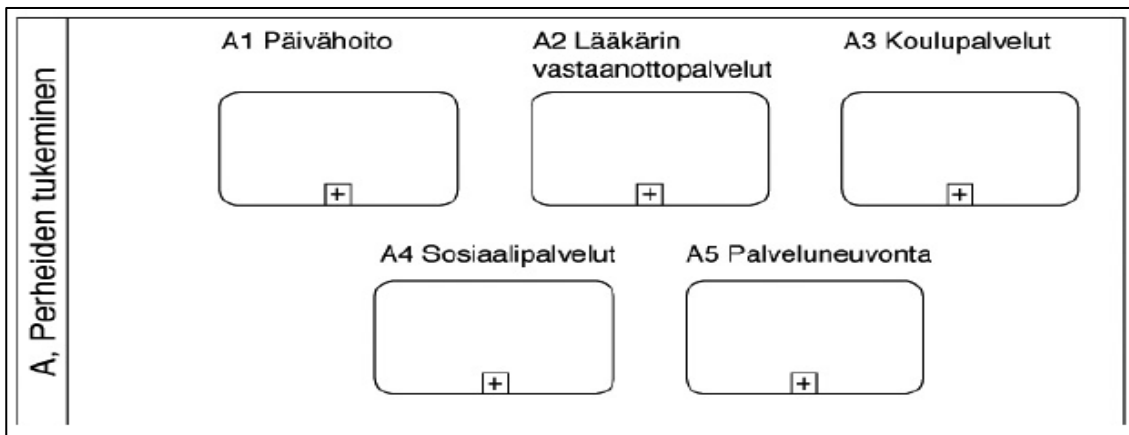 A, Perheiden tukeminen
A1 Päivähoito
A2 Lääkärin
vastaanottopalvelut
A3 Koulupalvelut
A4 Sosiaalipalvelut
A5 Palveluneuvonta